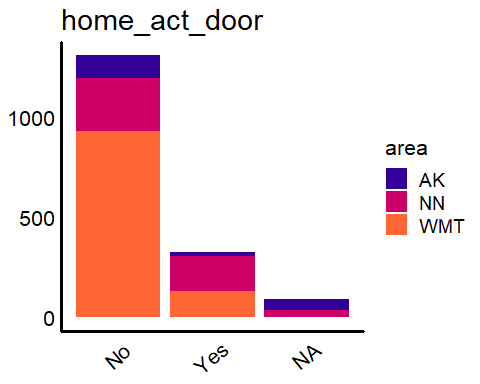 home_act_door
1000
500
0
No
Yes
NA
area
AK
NN
WMT